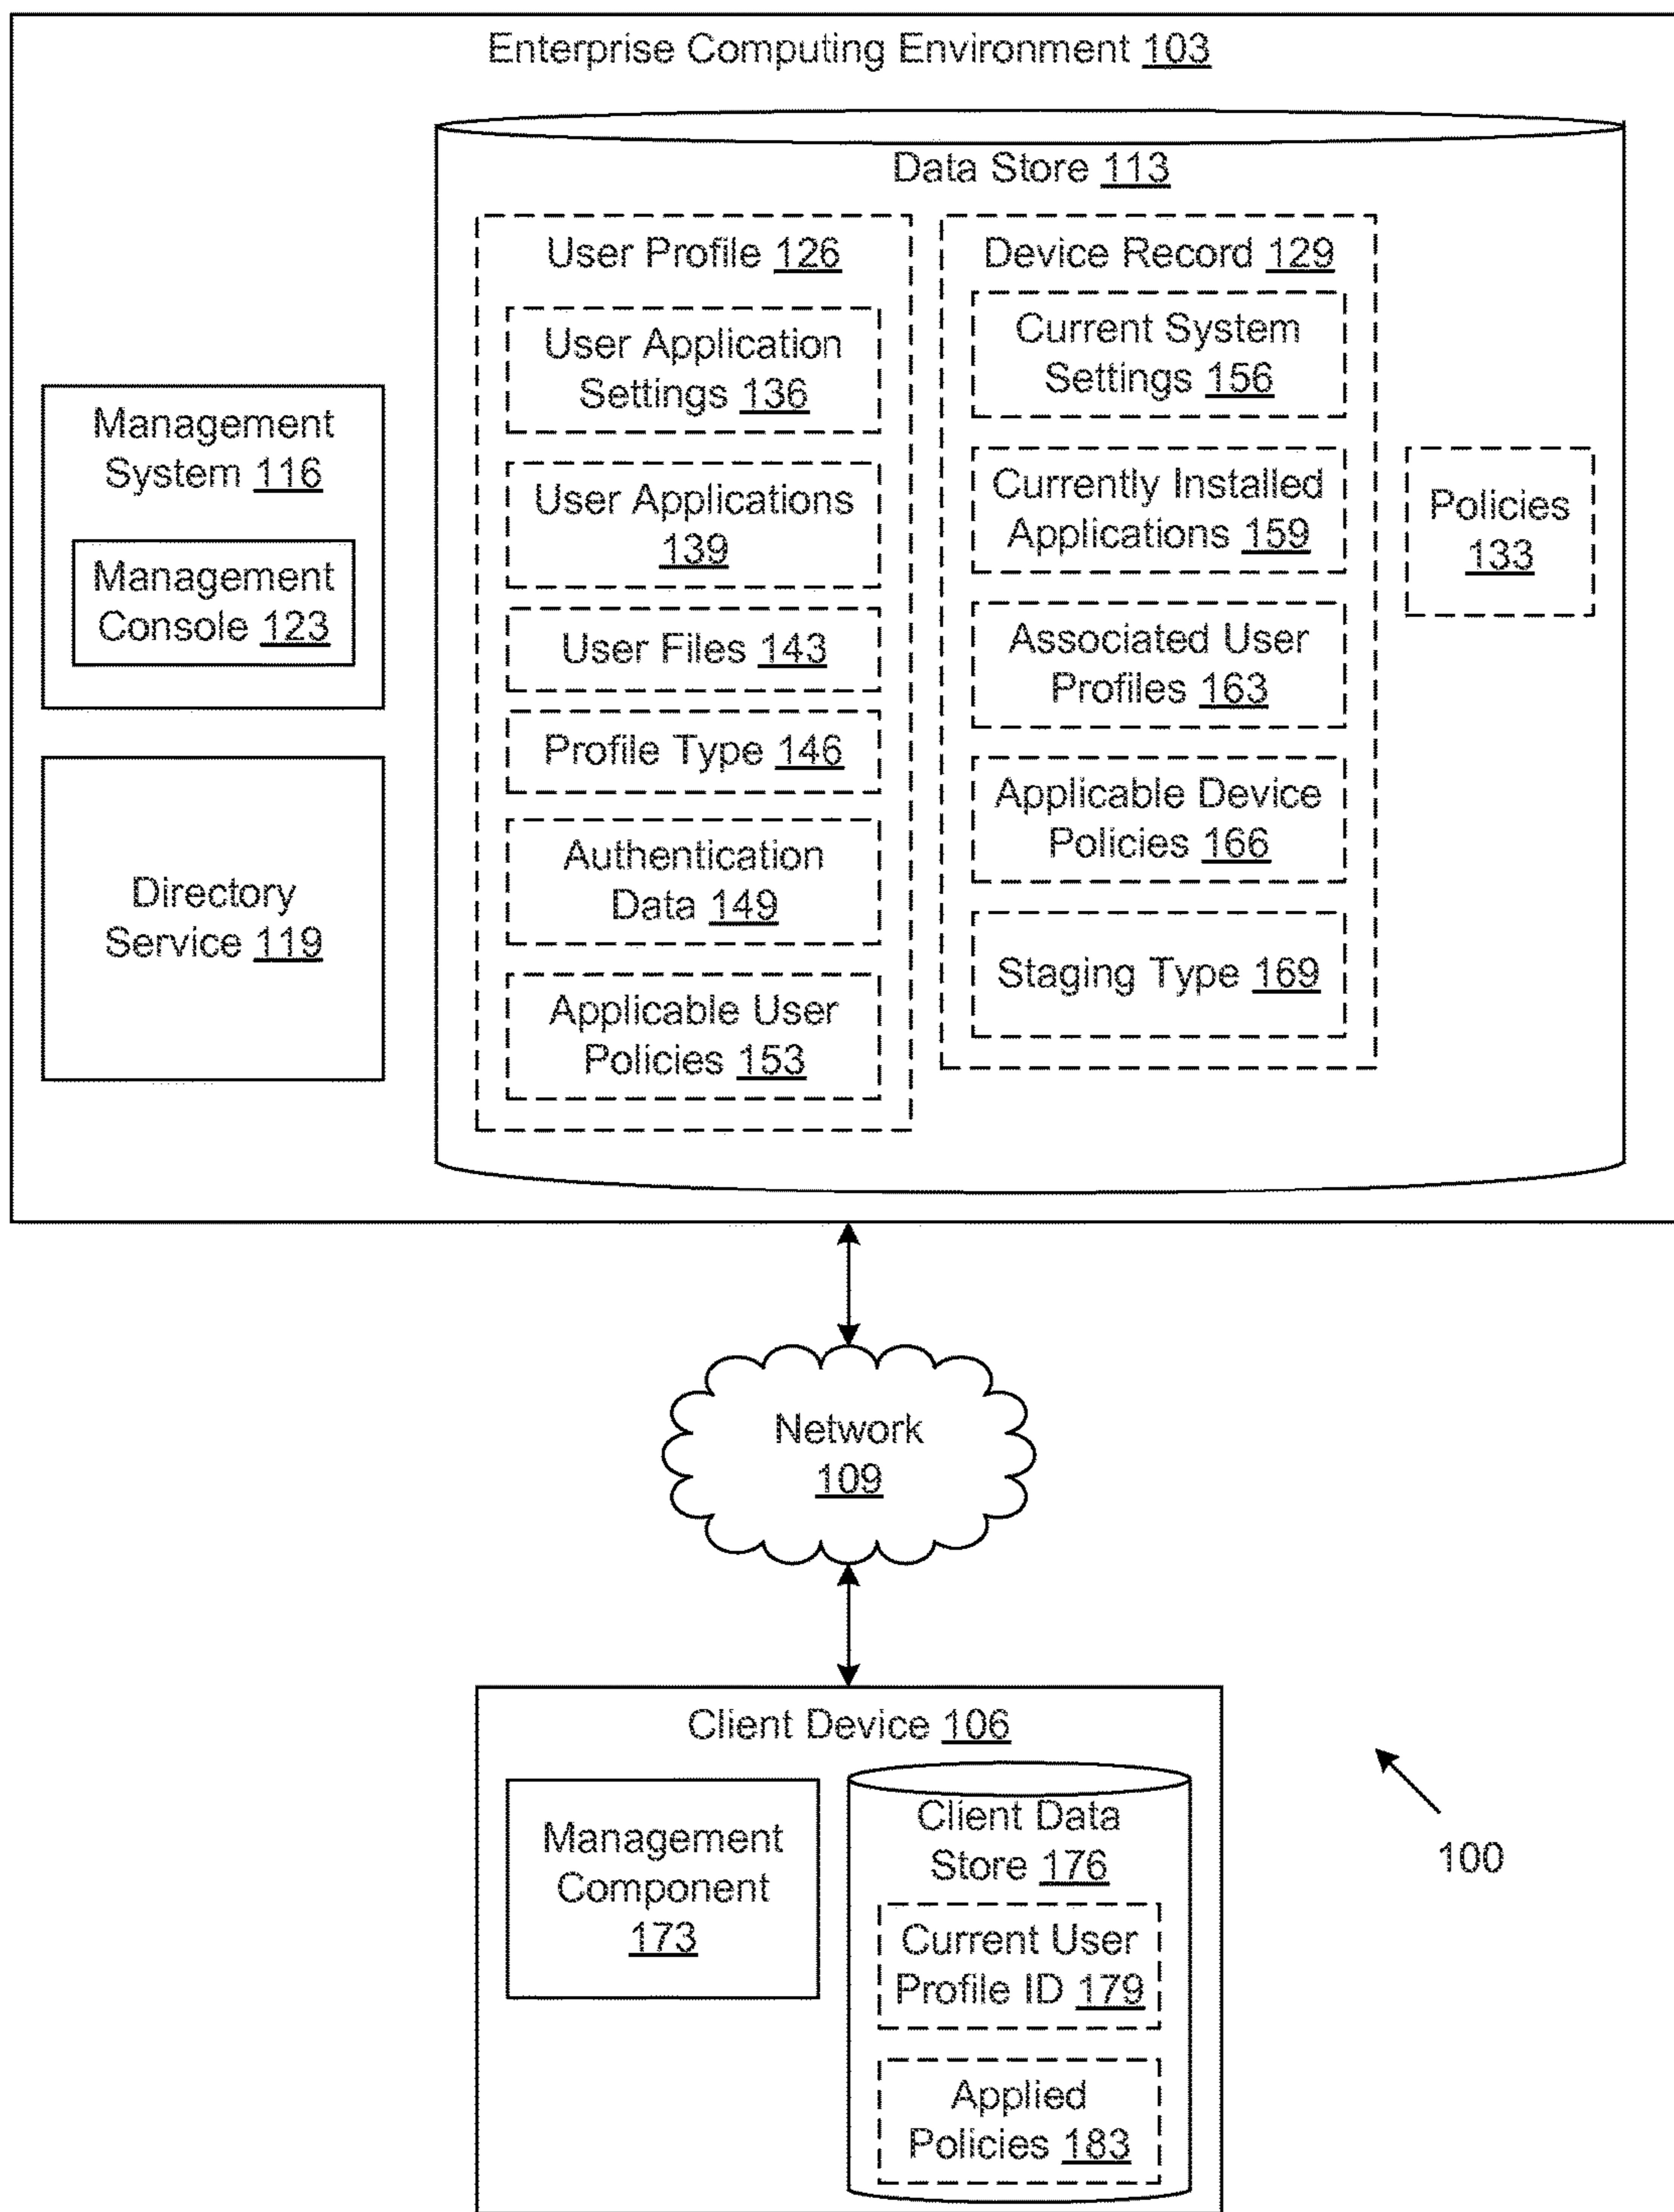 Enterprise Computing Environment 103
Data Store 113
Management
System 116
Management
Console 123
Directory
Service 119
User Profile 126
User Application
Settings 136
User Applications
139
User Files 143
Profile Type 146
Authentication
Data 149
Applicable User
Policies 153
Device Record 129
Current System
Settings 156
Currently Installed
Applications 159
Associated User
Profiles 163
Applicable Device
Policies 166
Staging Type 169
Policies
133
Network
109
Client Device 106
Management
Component
173
Client Data
Store 176
Current User
Profile ID 179
Applied
Policies 183
100